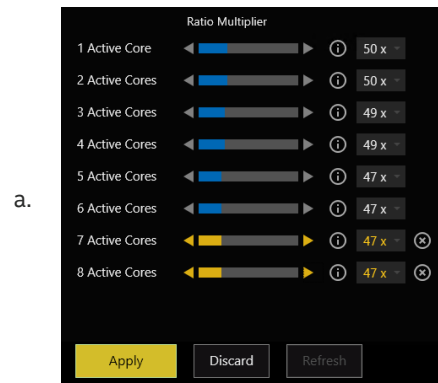 Ratio Multiplier
1 Active Core 50 x
2 Active Cores 50 x
3 Active Cores 49 x
4 Active Cores 49 x
a.
5 Active Cores 47 x
6 Active Cores 47 x
7 Active Cores 47 x
8 Active Cores 47 x
Apply Discard Refresh